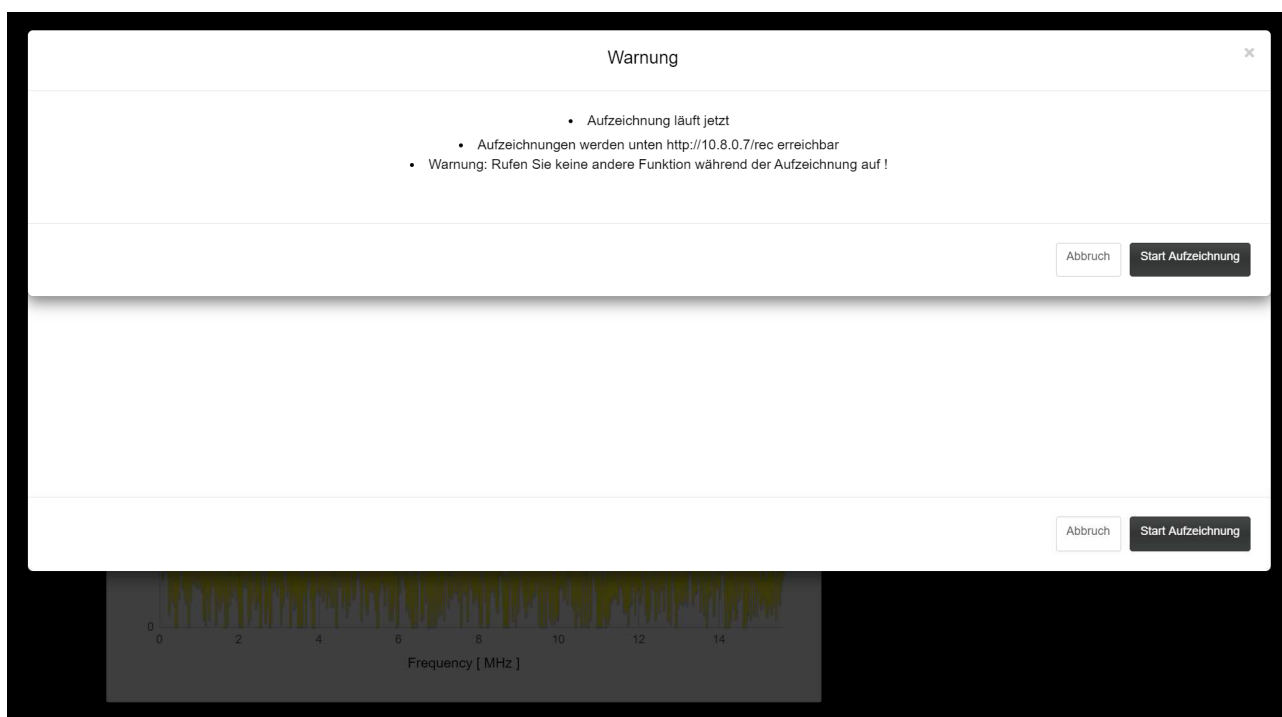 Warnung
×
• Aufzeichnung läuft jetzt
• Aufzeichnungen werden unten http://10.8.0.7/rec erreichbar
• Warnung: Rufen Sie keine andere Funktion während der Aufzeichnung auf !
Abbruch Start Aufzeichnung
Abbruch Start Aufzeichnung
0
0 2 4 6 8 10 12 14
Frequency [ MHz ]